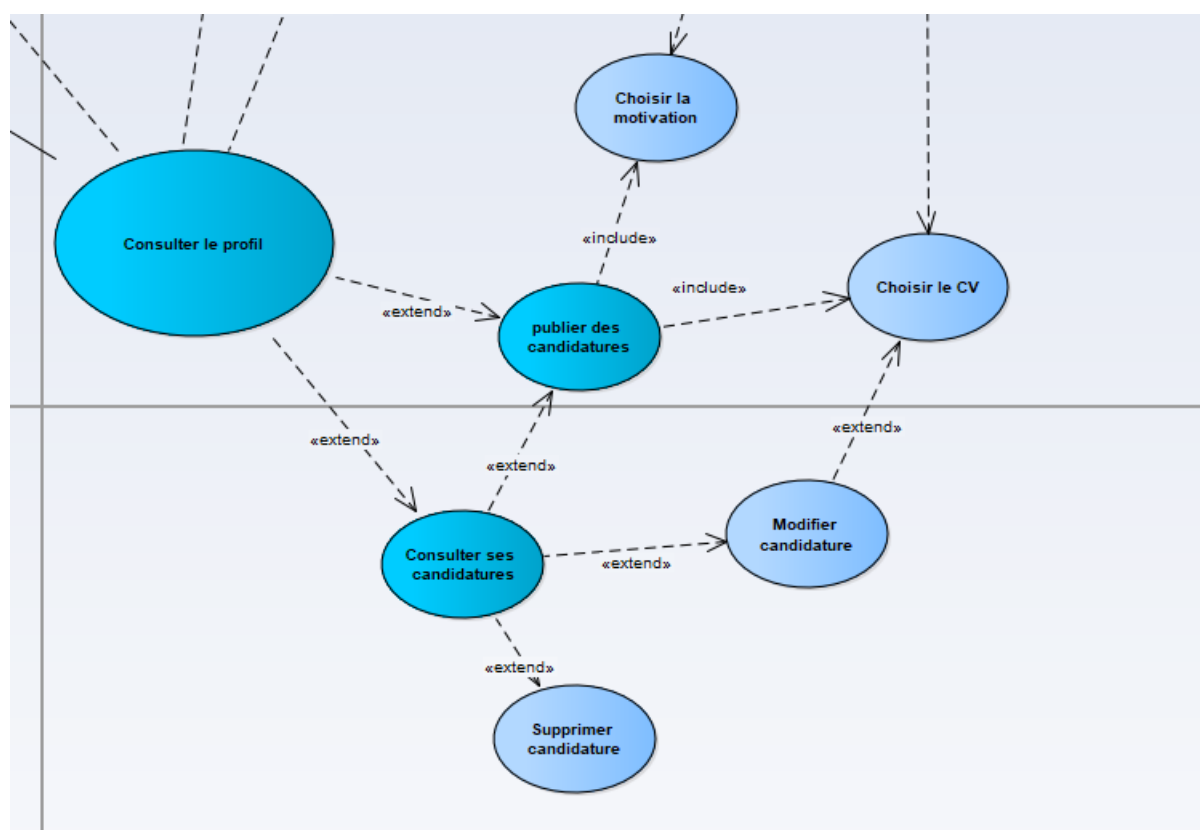 Choisir la
motivation
Consulter le profil
«include»
«include»
Choisir le CV
«extend»
publier des
candidatures
«extend»
«extend»
«extend»
Modifier
candidature
Consulter ses
candidatures
«extend»
«extend»
Supprimer
candidature